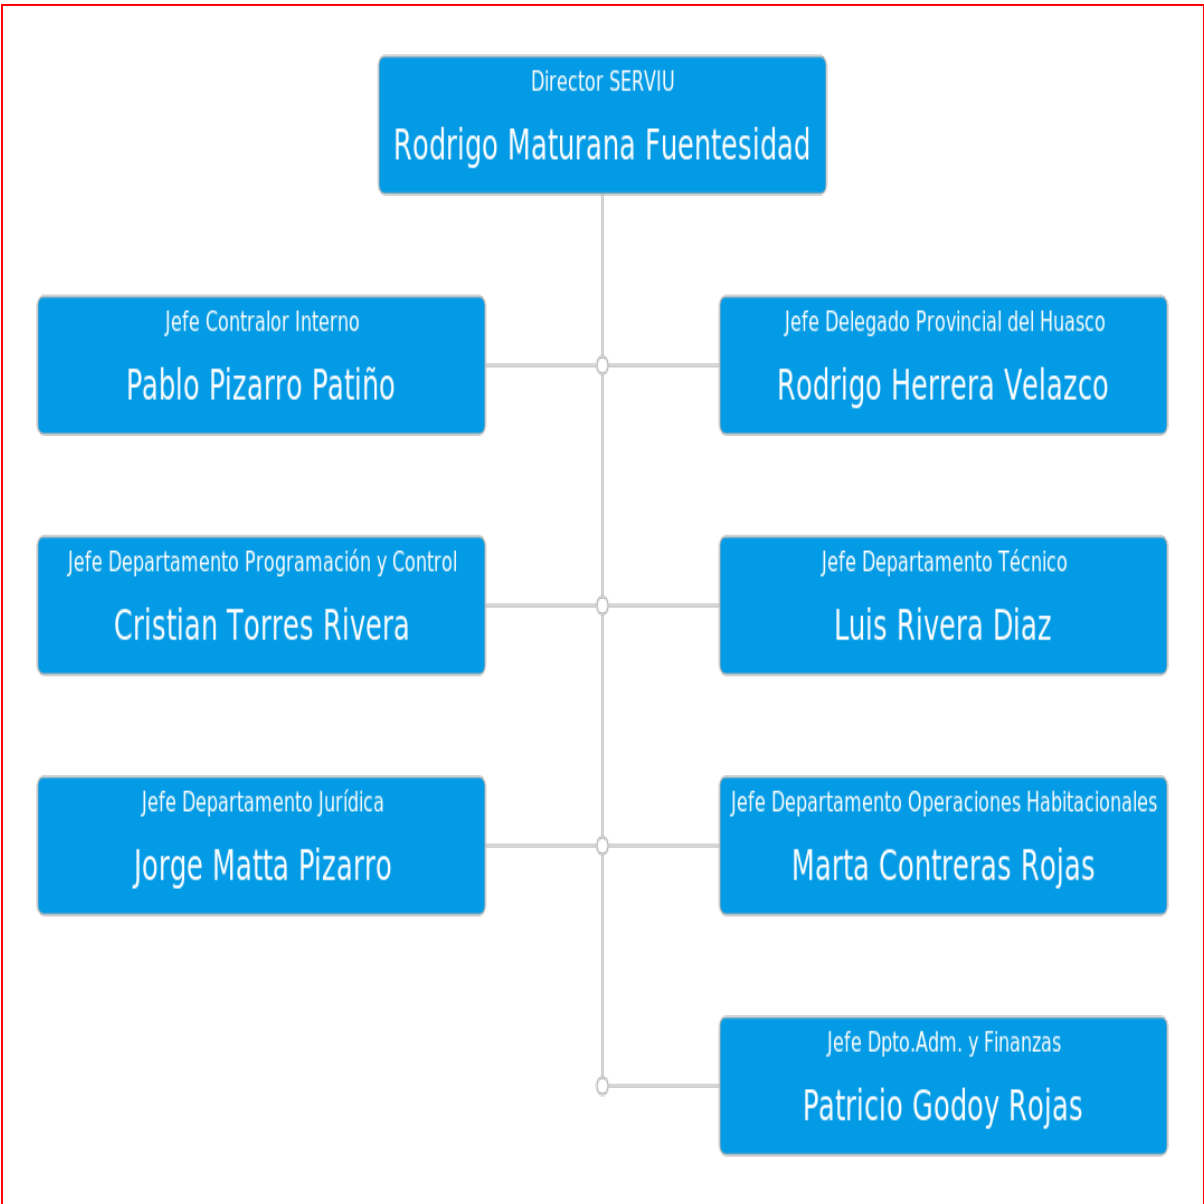 Director SERVIU
Rodrigo Maturana Fuentesidad
Jefe Contralor Interno
Pablo Pizarro Patiño
Jefe Delegado Provincial del Huasco
Rodrigo Herrera Velazco
Jefe Departamento Programación y Control
Cristian Torres Rivera
Jefe Departamento Técnico
Luis Rivera Diaz
Jefe Departamento Jurídica
Jorge Matta Pizarro
Jefe Departamento Operaciones Habitacionales
Marta Contreras Rojas
Jefe Dpto.Adm. y Finanzas
Patricio Godoy Rojas